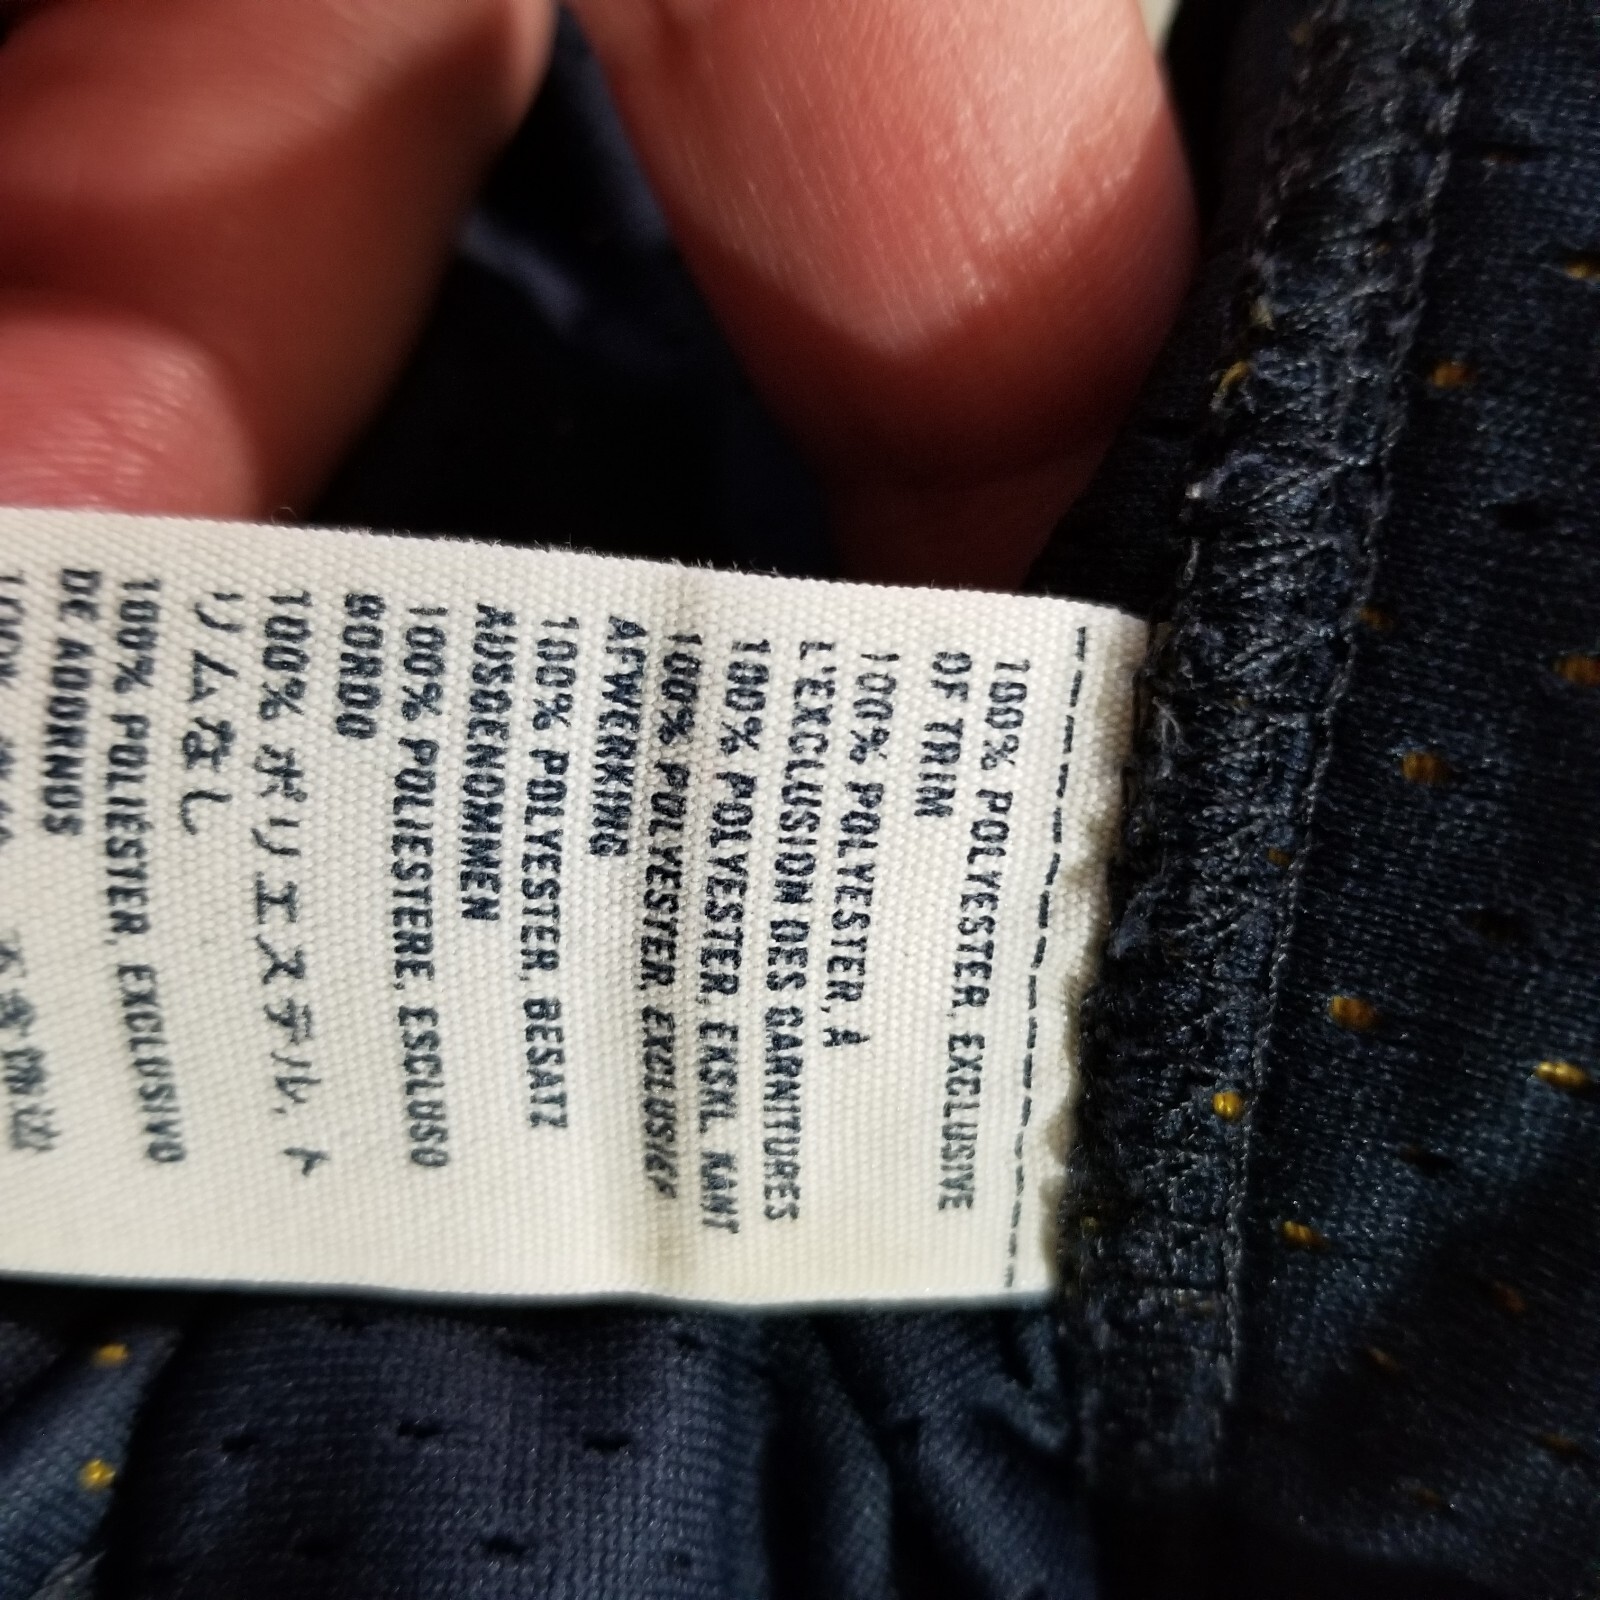 100% POLYESTER, EXCLUSIVE
OF TRIM
100% POLYESTER, À
L'EXCLUSION DES GARNITURES
100% POLYESTER, EKSKL. KANT
100% POLYESTER, EXCLUSIEF
AFWERKING
100% POLYESTER, BESATZ
AUSGENOMMEN
100% POLIESTERE, ESCLUSO
BORDO
100% ポリエステル、ト
リムなし
100% POLIÉSTER, EXCLUSIVO
DE ADORNOS
100%